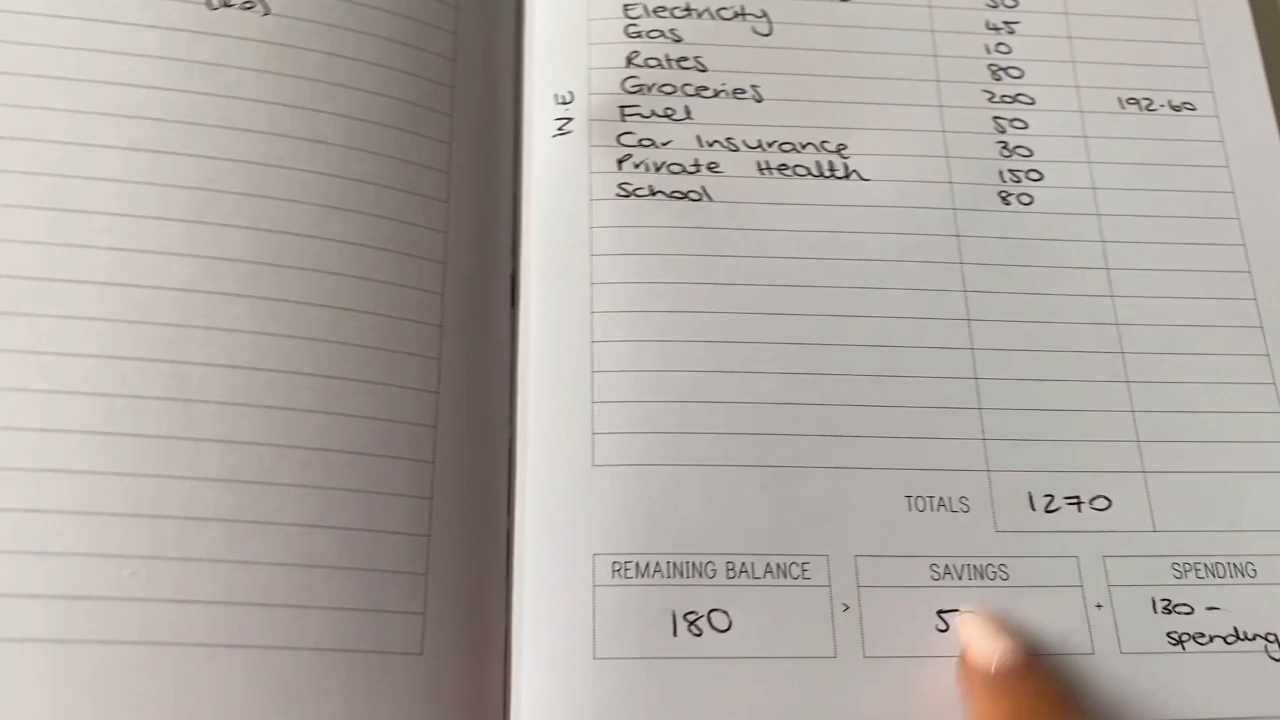 Electricity 45
Gas 10
Rates 80
Groceries 200 192-60
Fuel 50
Car Insurance 30
Private Health 150
School 80
W.E
TOTALS 1270
REMAINING BALANCE SAVINGS SPENDING
180 > 5 + 130 -
spending